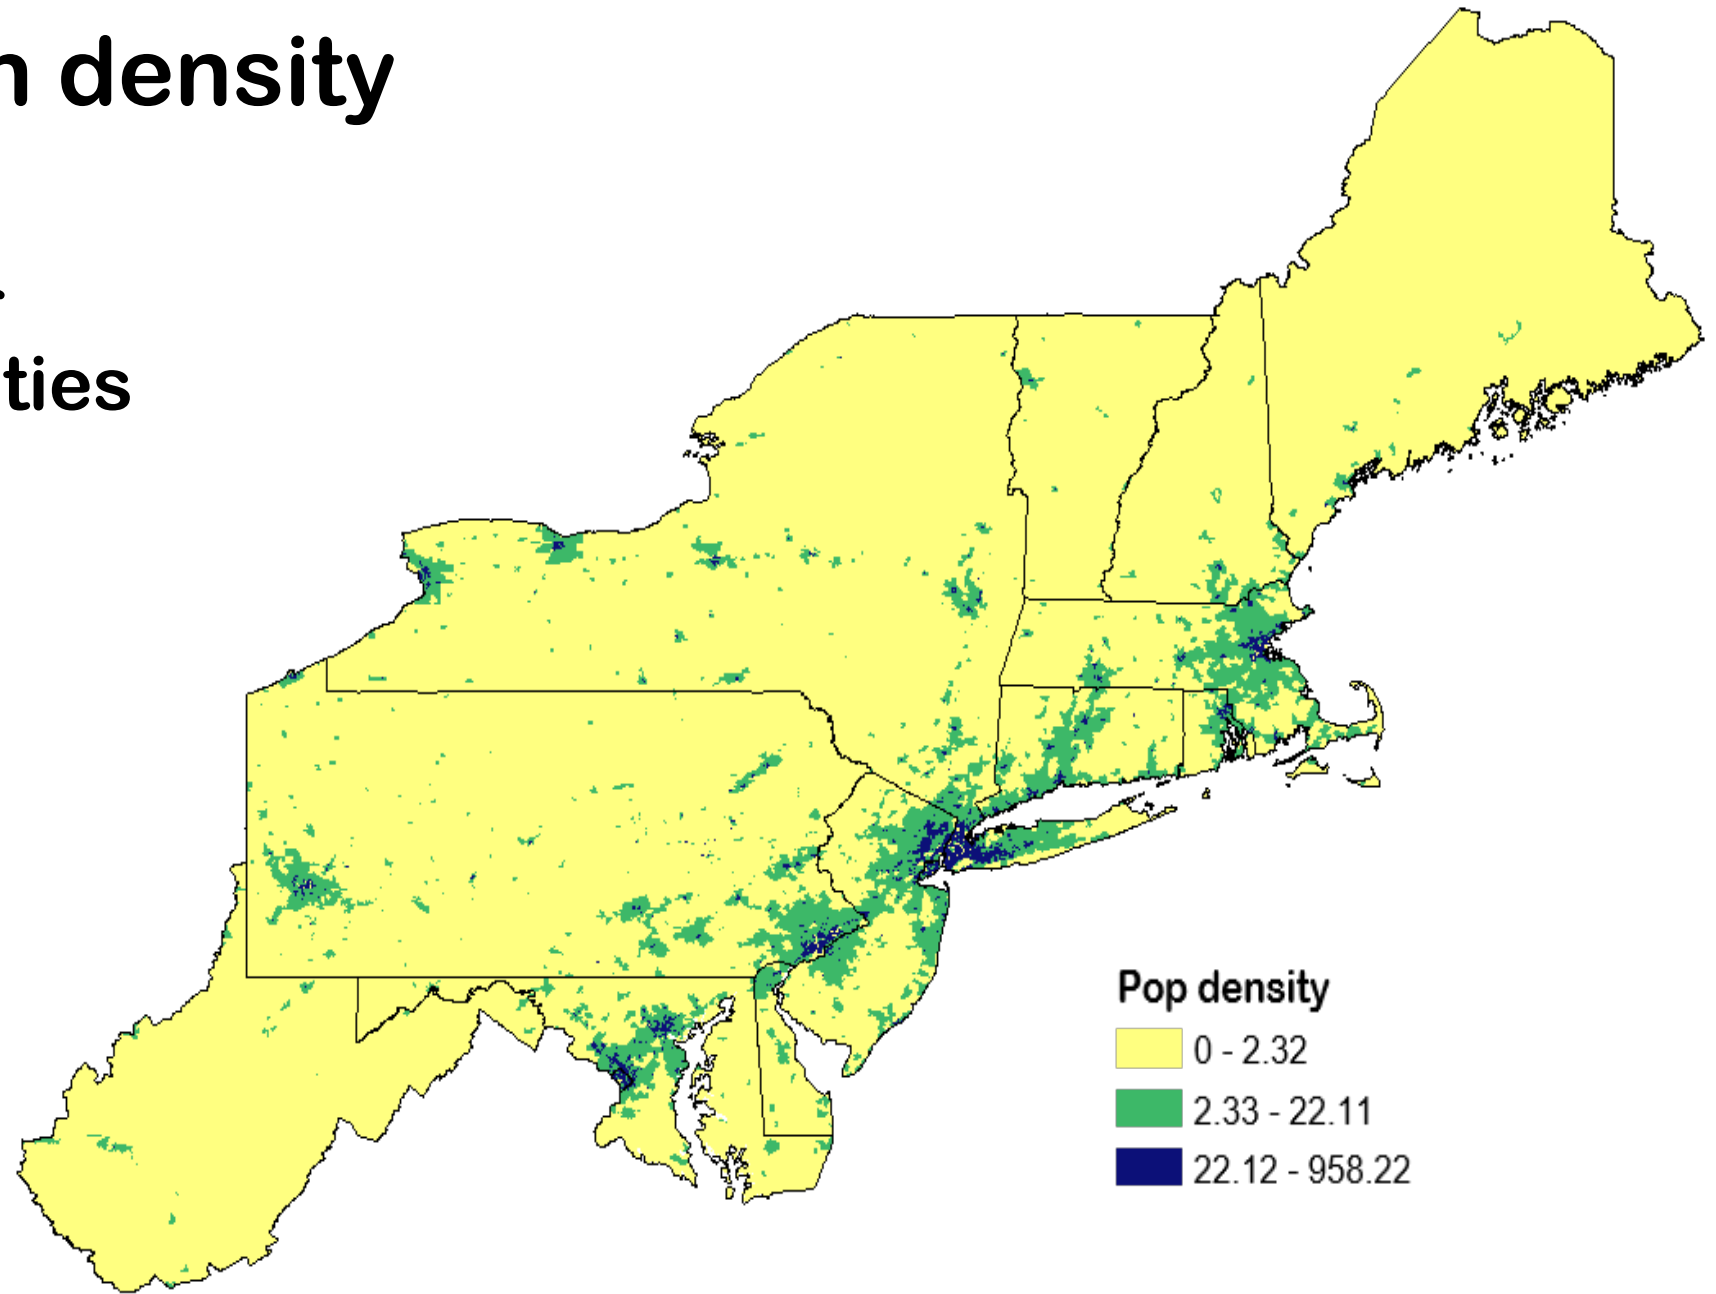 n density
.
ties
Pop density
0 - 2.32
2.33 - 22.11
22.12 - 958.22